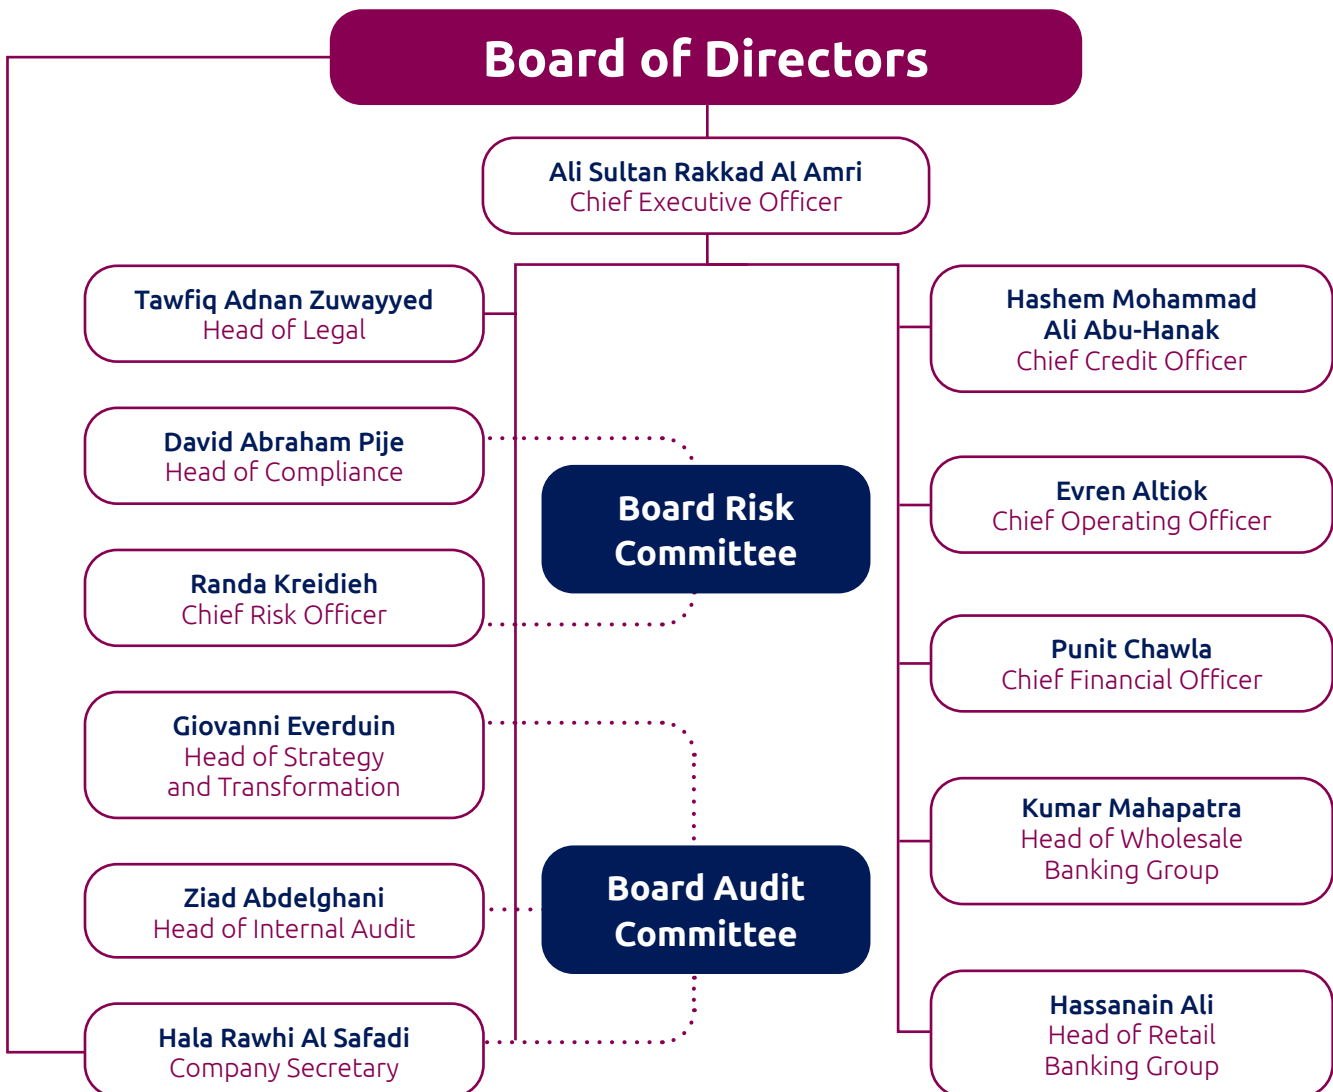 Board of Directors
Ali Sultan Rakkad Al Amri
Chief Executive Officer
Tawfiq Adnan Zuwayyed
Head of Legal
David Abraham Pije
Head of Compliance
Randa Kreidieh
Chief Risk Officer
Giovanni Everduin
Head of Strategy
and Transformation
Ziad Abdelghani
Head of Internal Audit
Hala Rawhi Al Safadi
Company Secretary
Board Risk
Committee
Board Audit
Committee
Hashem Mohammad
Ali Abu-Hanak
Chief Credit Officer
Evren Altiok
Chief Operating Officer
Punit Chawla
Chief Financial Officer
Kumar Mahapatra
Head of Wholesale
Banking Group
Hassanain Ali
Head of Retail
Banking Group